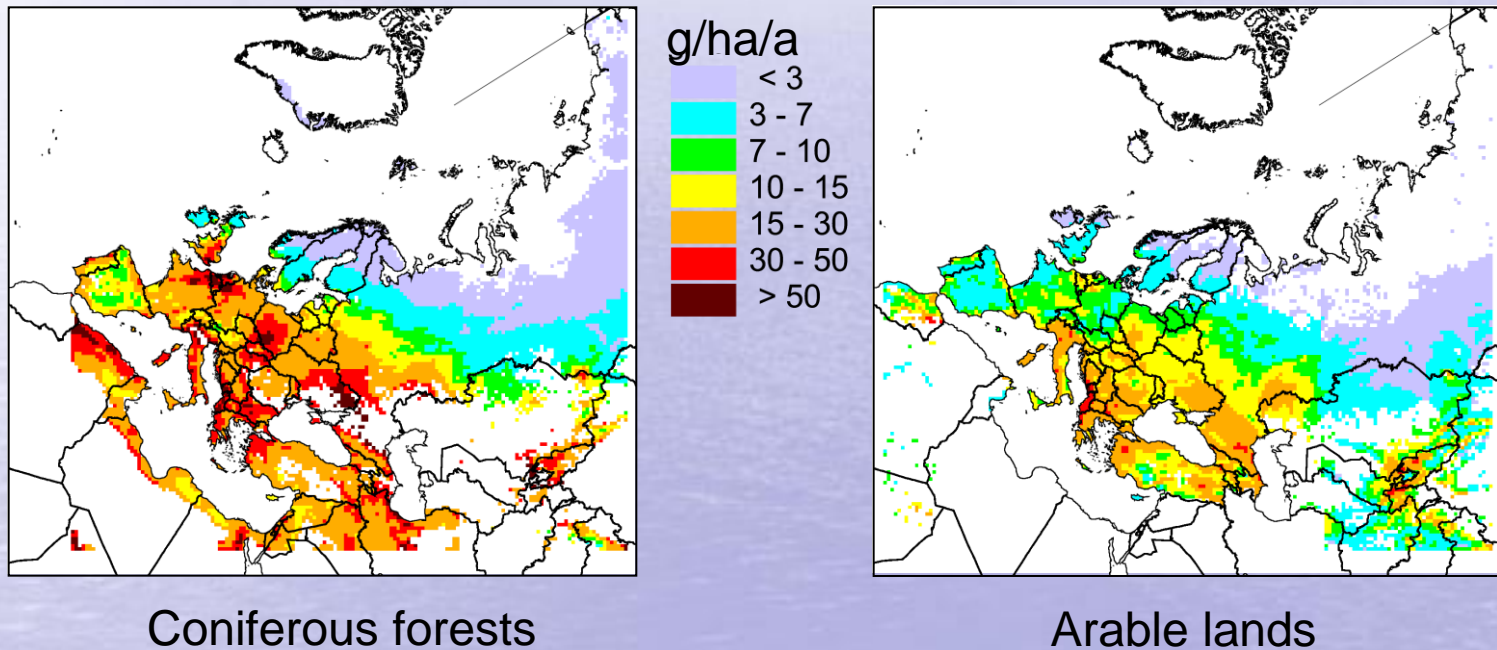 g/ha/a
< 3
3 - 7
7 - 10
10 - 15
15 - 30
30 - 50
> 50
Coniferous forests
Arable lands